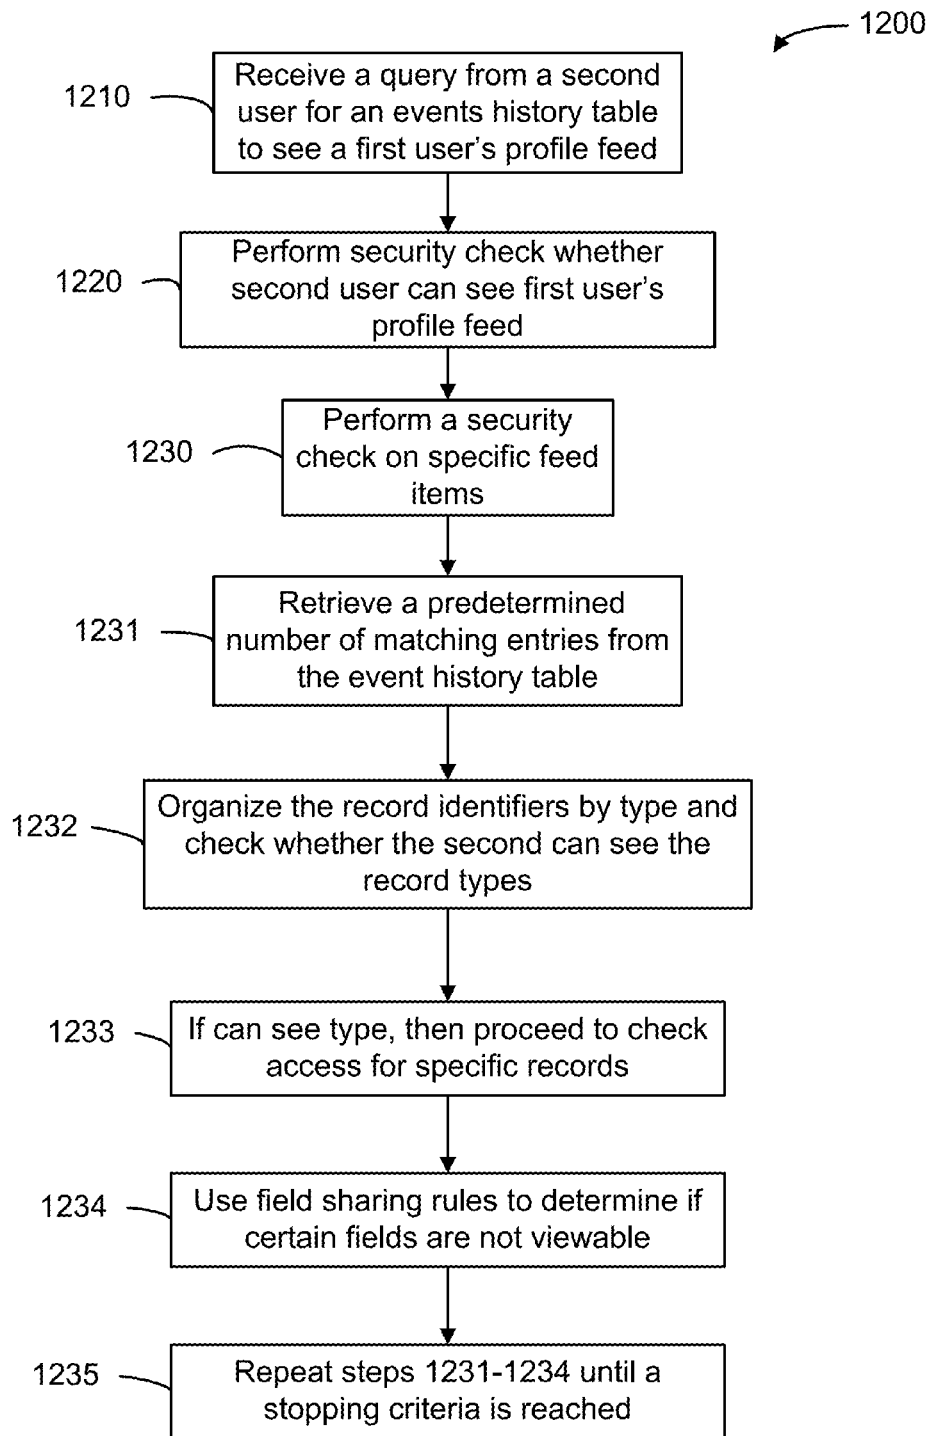 1200
1210
Receive a query from a second
user for an events history table
to see a first user's profile feed
1220
Perform security check whether
second user can see first user's
profile feed
1230
Perform a security
check on specific feed
items
1231
Retrieve a predetermined
number of matching entries from
the event history table
1232
Organize the record identifiers by type and
check whether the second can see the
record types
1233
If can see type, then proceed to check
access for specific records
1234
Use field sharing rules to determine if
certain fields are not viewable
1235
Repeat steps 1231-1234 until a
stopping criteria is reached